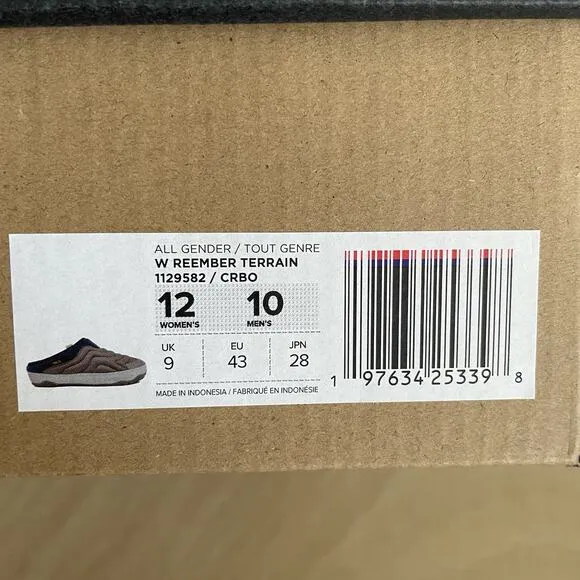 ALL GENDER / TOUT GENRE
W REEMBER TERRAIN
1129582 / CRBO
12 10
WOMEN'S MEN'S
UK EU JPN
9 43 28
MADE IN INDONESIA / FABRIQUÉ EN INDONÉSIE
1 97634 25339 8